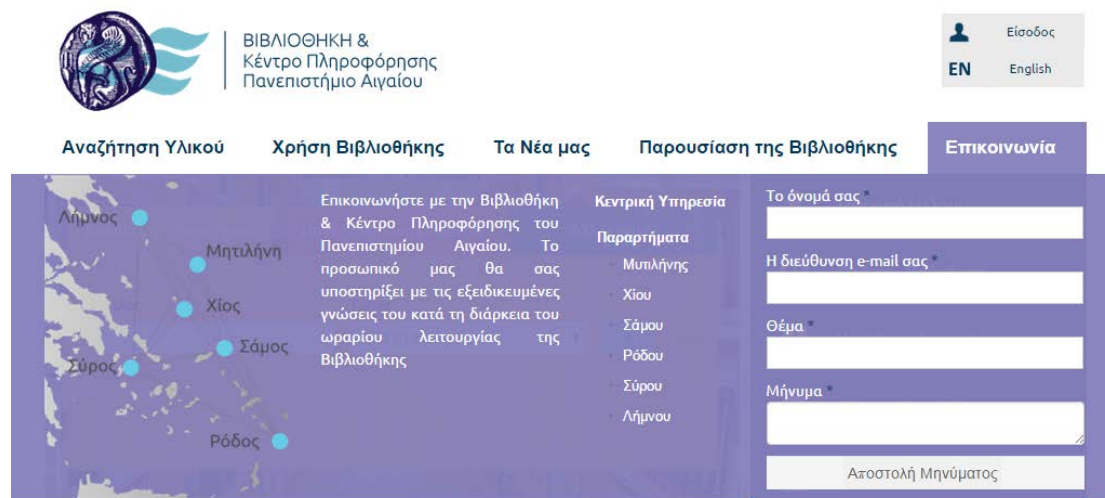 ΒΙΒΛΙΟΘΗΚΗ &
Κέντρο Πληροφόρησης
Πανεπιστήμιο Αιγαίου
Είσοδος
EN English
Αναζήτηση Υλικού Χρήση Βιβλιοθήκης Τα Νέα μας Παρουσίαση της Βιβλιοθήκης Επικοινωνία
Λήμνος
Μητιλήνη
Χίος
Σάμος
Σύρος
Ρόδος
Επικοινωνήστε με την Βιβλιοθήκη
& Κέντρο Πληροφόρησης του
Πανεπιστημίου Αιγαίου. Το
προσωπικό μας θα σας
υποστηρίξει με τις εξειδικευμένες
γνώσεις του κατά τη διάρκεια του
ωραρίου λειτουργίας της
Βιβλιοθήκης
Κεντρική Υπηρεσία
Παραρτήματα
Μυτιλήνης
Χίου
Σάμου
Ρόδου
Σύρου
Λήμνου
Το όνομά σας *
Η διεύθυνση e-mail σας *
Θέμα *
Μήνυμα *
Αποστολή Μηνύματος